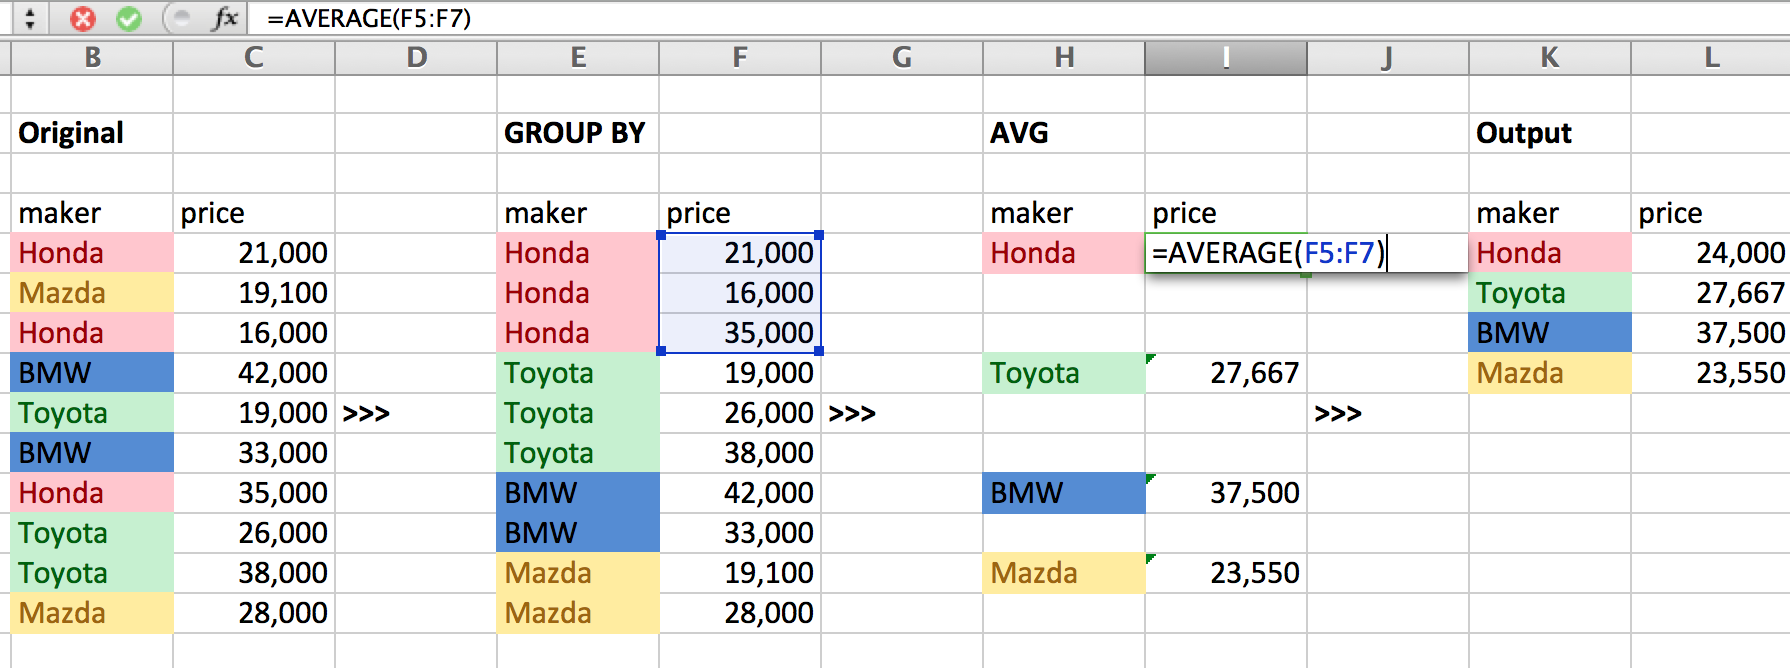 fx =AVERAGE(F5:F7)
B C D E F G H I J K L
Original GROUP BY AVG Output
maker price maker price maker price maker price
Honda 21,000 Honda 21,000 Honda =AVERAGE(F5:F7) Honda 24,000
Mazda 19,100 Honda 16,000 Toyota 27,667
Honda 16,000 Honda 35,000 BMW 37,500
BMW 42,000 Toyota 19,000 Toyota 27,667 Mazda 23,550
Toyota 19,000 >>> Toyota 26,000 >>> >>>
BMW 33,000 Toyota 38,000
Honda 35,000 BMW 42,000 BMW 37,500
Toyota 26,000 BMW 33,000
Toyota 38,000 Mazda 19,100 Mazda 23,550
Mazda 28,000 Mazda 28,000